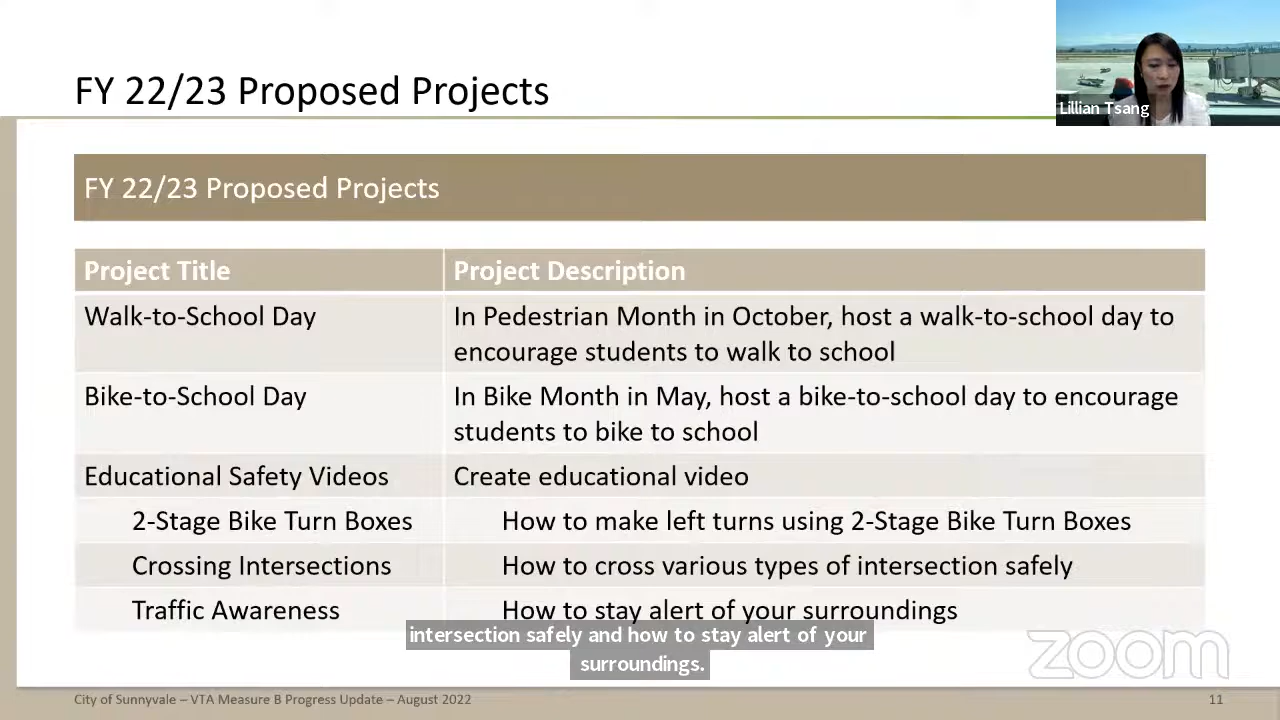 FY 22/23 Proposed Projects
Lillian Tsang
FY 22/23 Proposed Projects
Project Title
Project Description
Walk-to-School Day
In Pedestrian Month in October, host a walk-to-school day to
encourage students to walk to school
Bike-to-School Day
In Bike Month in May, host a bike-to-school day to encourage
students to bike to school
Educational Safety Videos
Create educational video
2-Stage Bike Turn Boxes
How to make left turns using 2-Stage Bike Turn Boxes
Crossing Intersections
How to cross various types of intersection safely
Traffic Awareness
How to stay alert of your surroundings
intersection safely and how to stay alert of your
surroundings.
zoom
City of Sunnyvale – VTA Measure B Progress Update – August 2022
11